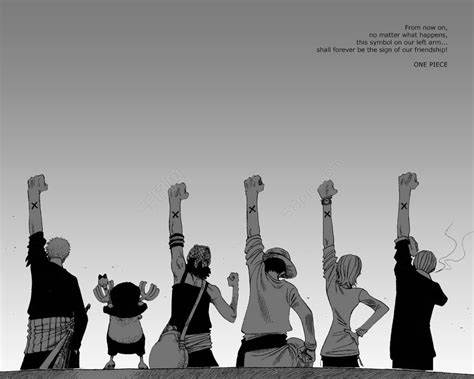 From now on,
no matter what happens,
this symbol on our left arm...
shall forever be the sign of our friendship!
ONE PIECE